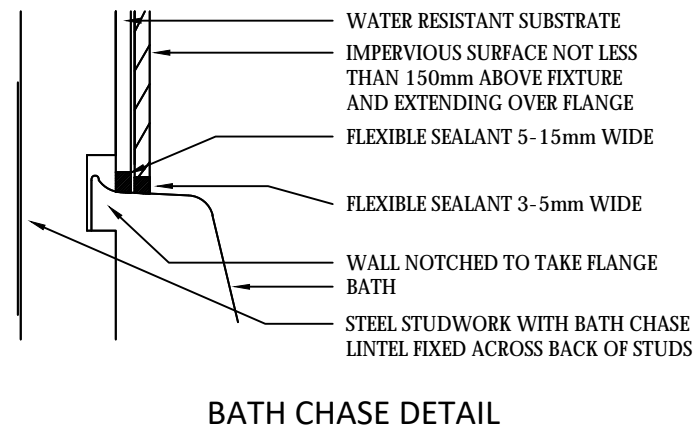 WATER RESISTANT SUBSTRATE
IMPERVIOUS SURFACE NOT LESS
THAN 150mm ABOVE FIXTURE
AND EXTENDING OVER FLANGE
FLEXIBLE SEALANT 5-15mm WIDE
FLEXIBLE SEALANT 3-5mm WIDE
WALL NOTCHED TO TAKE FLANGE
BATH
STEEL STUDWORK WITH BATH CHASE
LINTEL FIXED ACROSS BACK OF STUDS
BATH CHASE DETAIL